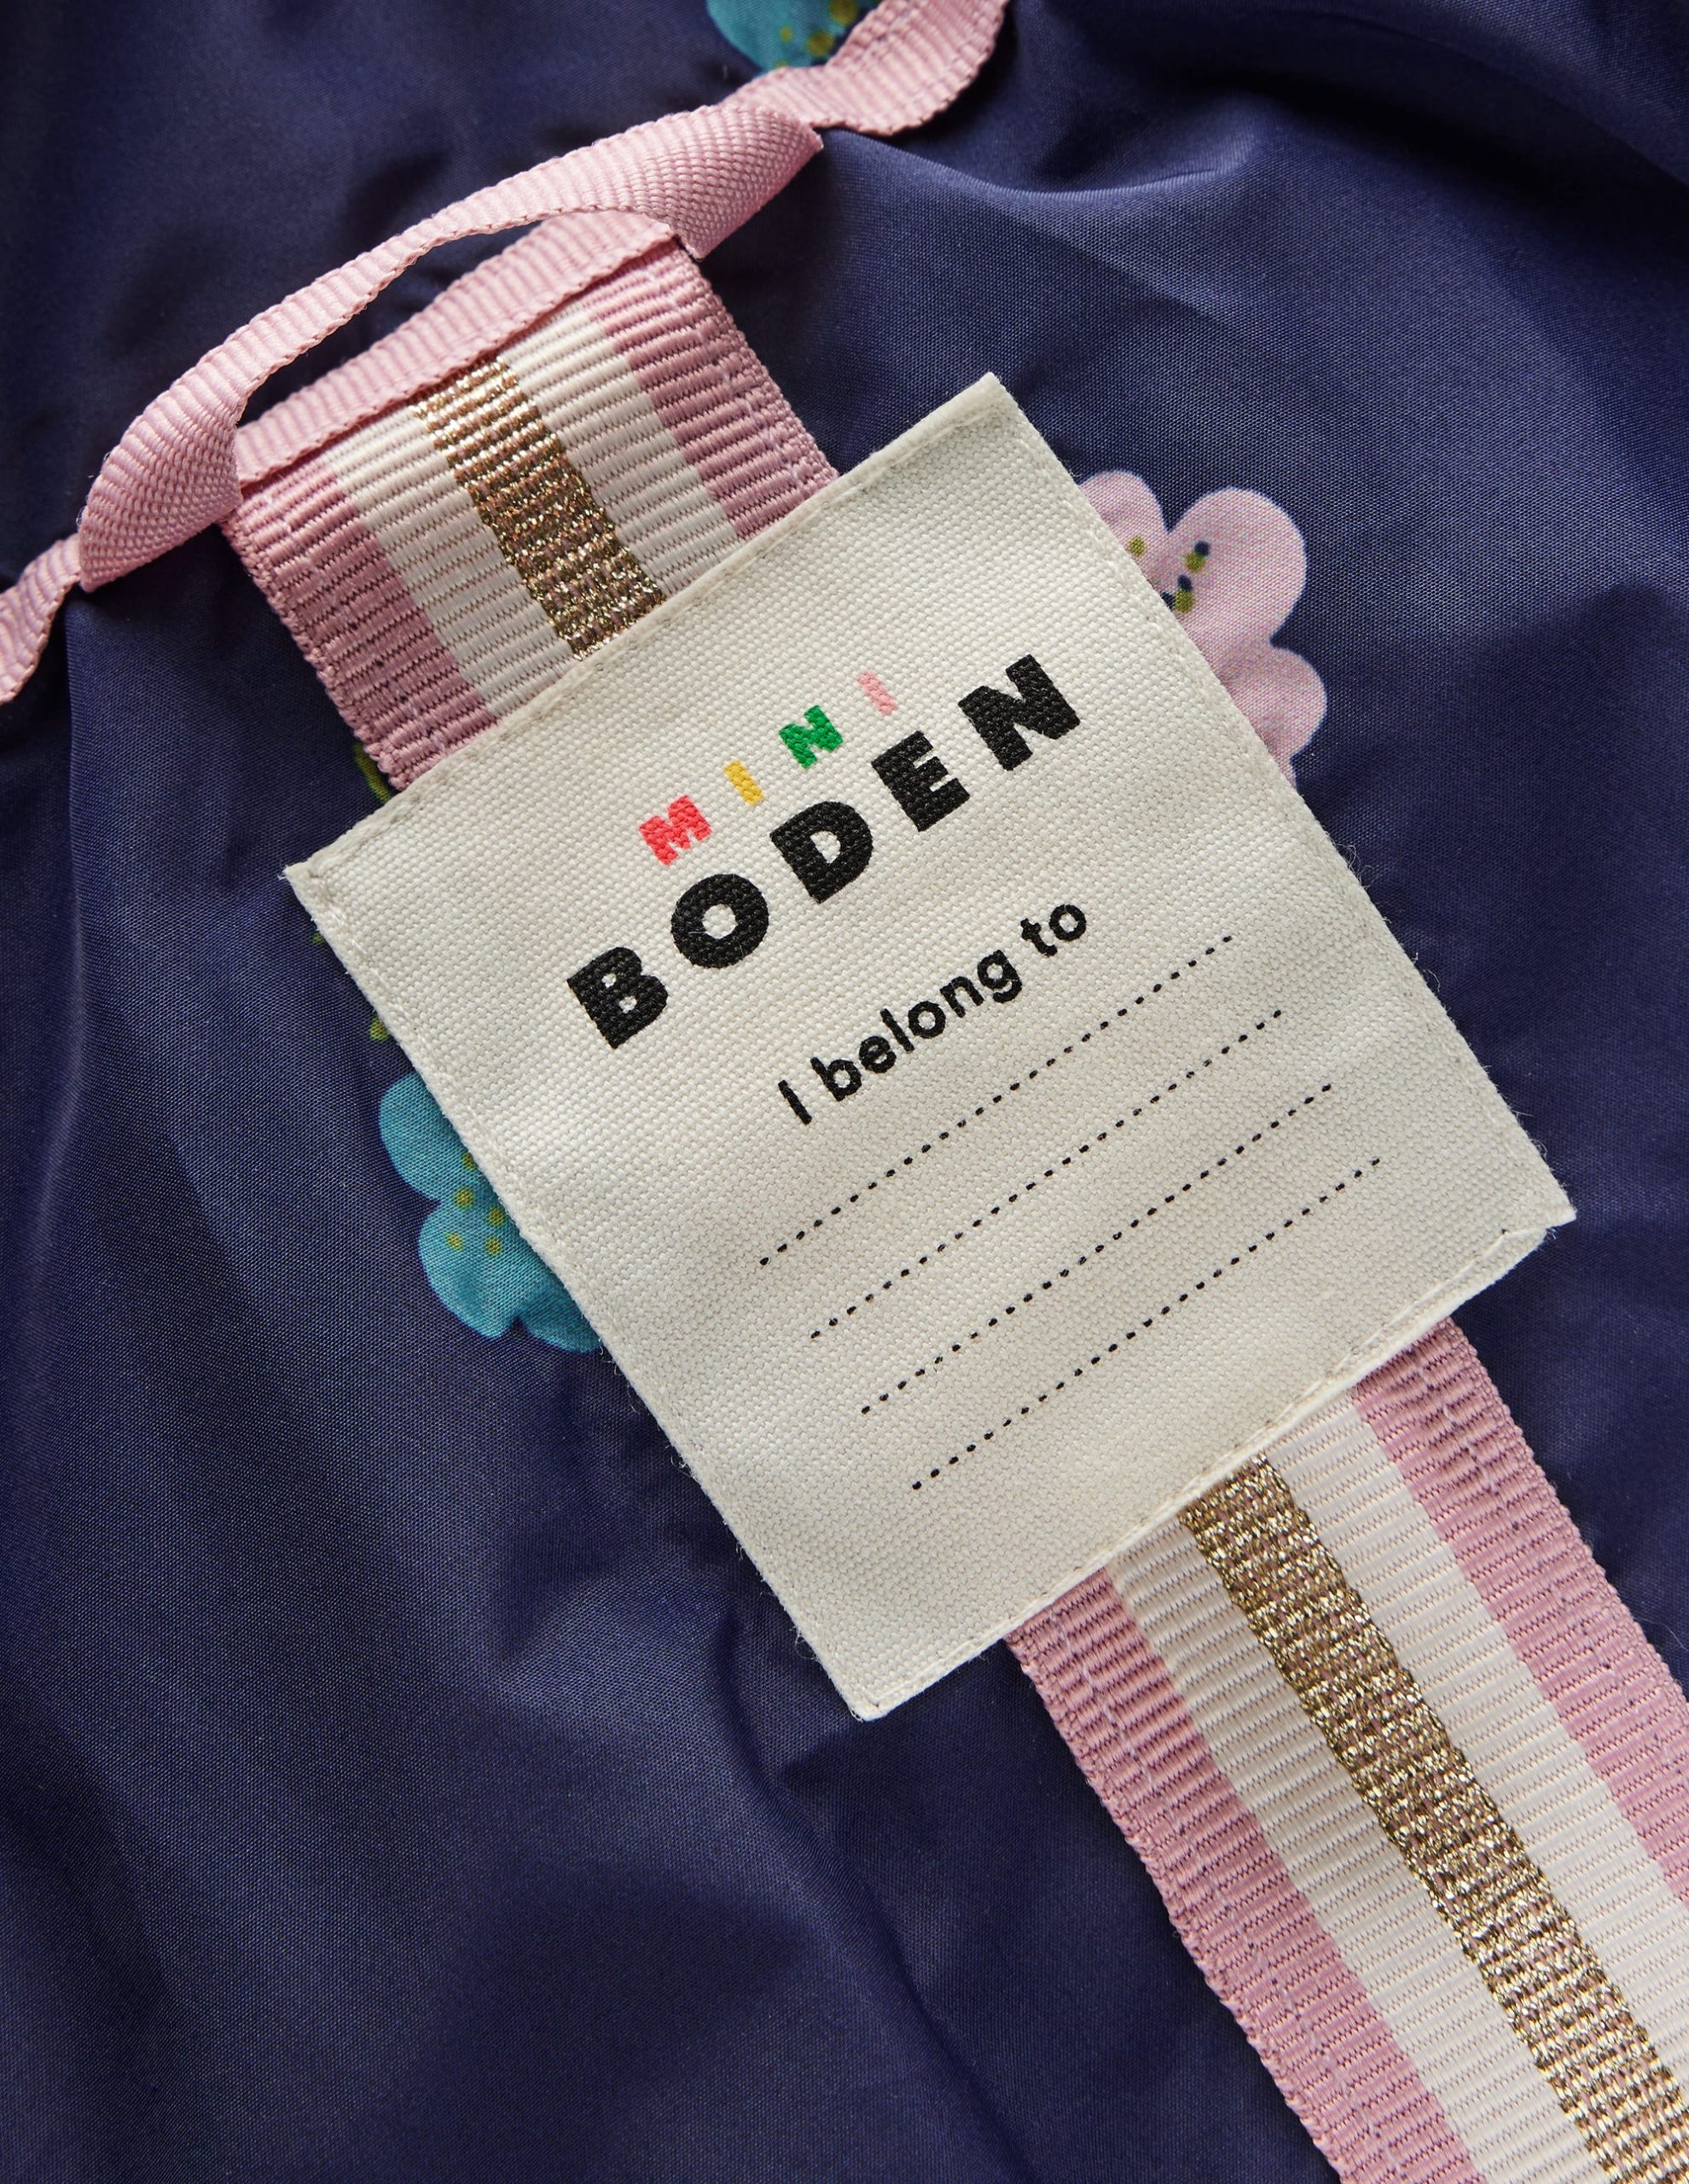 MINI
BODEN
I belong to